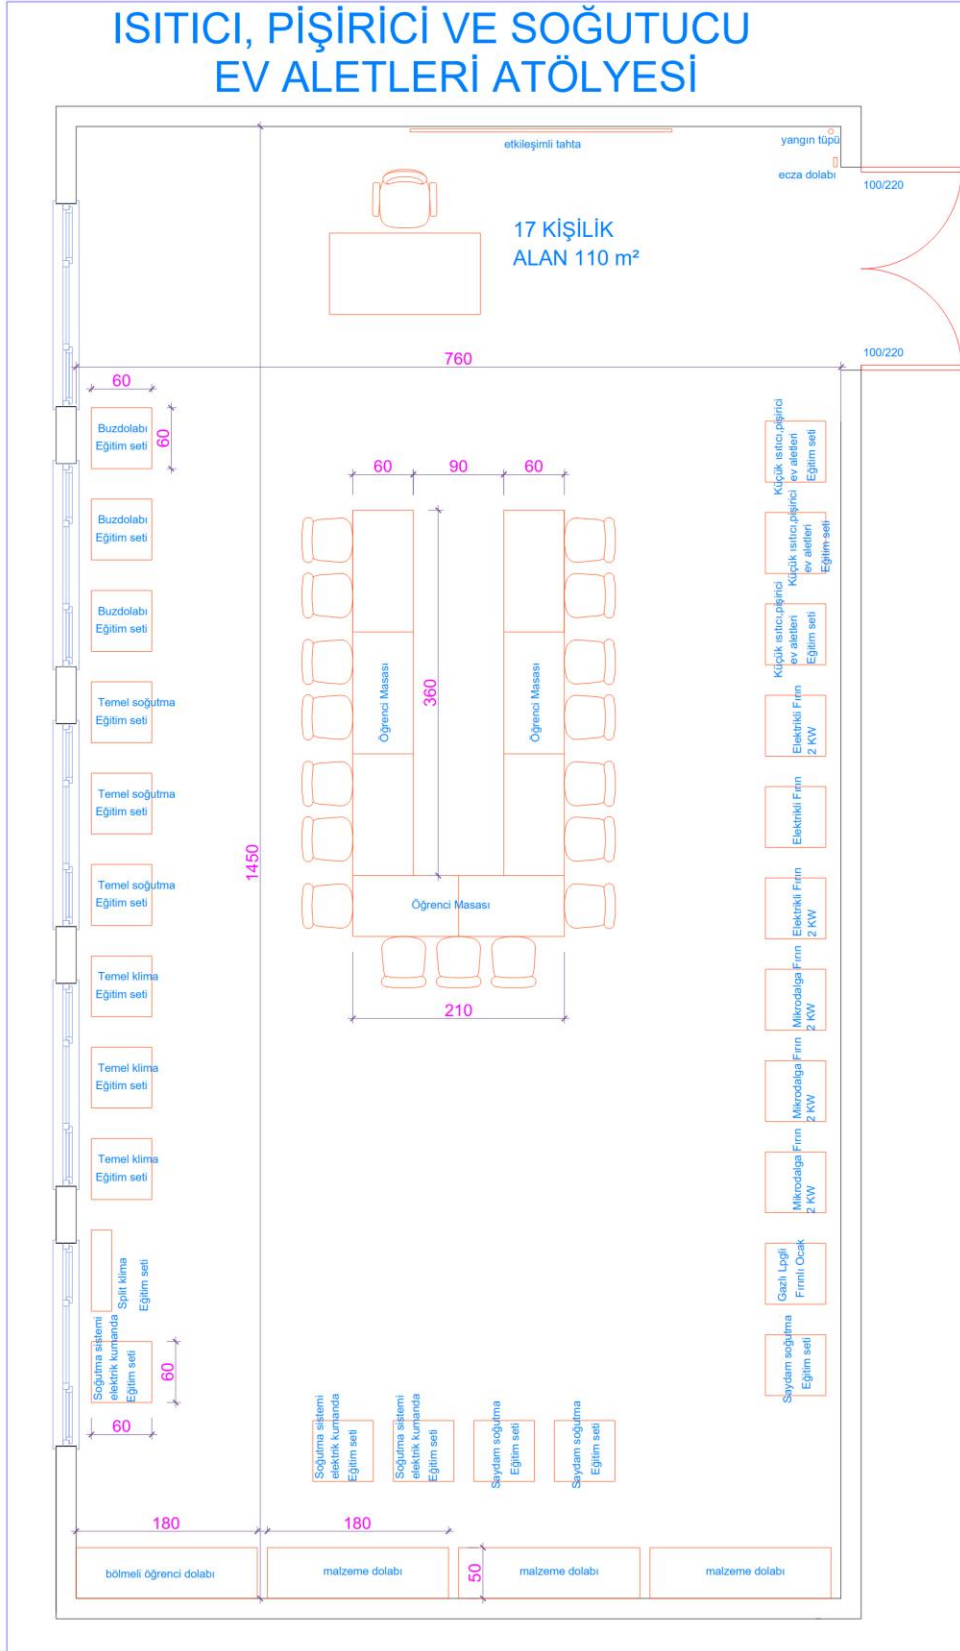 ISITICI, PİŞİRİCİ VE SOĞUTUCU
EV ALETLERİ ATÖLYESİ
etkileşimli tahta
yangın tüpü
ecza dolabı
100/220
17 KİŞİLİK
ALAN 110 m²
100/220
760
60
60
Buzdolabı
Eğitim seti
Buzdolabı
Eğitim seti
Buzdolabı
Eğitim seti
Temel soğutma
Eğitim seti
Temel soğutma
Eğitim seti
Temel soğutma
Eğitim seti
Temel klima
Eğitim seti
Temel klima
Eğitim seti
Temel klima
Eğitim seti
Split klima
Eğitim seti
Soğutma sistemi
elektrik kumanda
Eğitim seti
60
60
1450
60
90
60
360
Öğrenci Masası
Öğrenci Masası
Öğrenci Masası
210
Küçük ısıtıcı,pişirici
ev aletleri
Eğitim seti
Küçük ısıtıcı,pişirici
ev aletleri
Eğitim seti
Küçük ısıtıcı,pişirici
ev aletleri
Eğitim seti
Elektrikli Fırın
2 KW
Elektrikli Fırın
Elektrikli Fırın
2 KW
Mikrodalga Fırın
2 KW
Mikrodalga Fırın
2 KW
Mikrodalga Fırın
2 KW
Gazlı Lpgli
Fırınlı Ocak
Saydam soğutma
Eğitim seti
Soğutma sistemi
elektrik kumanda
Eğitim seti
Soğutma sistemi
elektrik kumanda
Eğitim seti
Saydam soğutma
Eğitim seti
Saydam soğutma
Eğitim seti
180
180
50
bölmeli öğrenci dolabı
malzeme dolabı
malzeme dolabı
malzeme dolabı